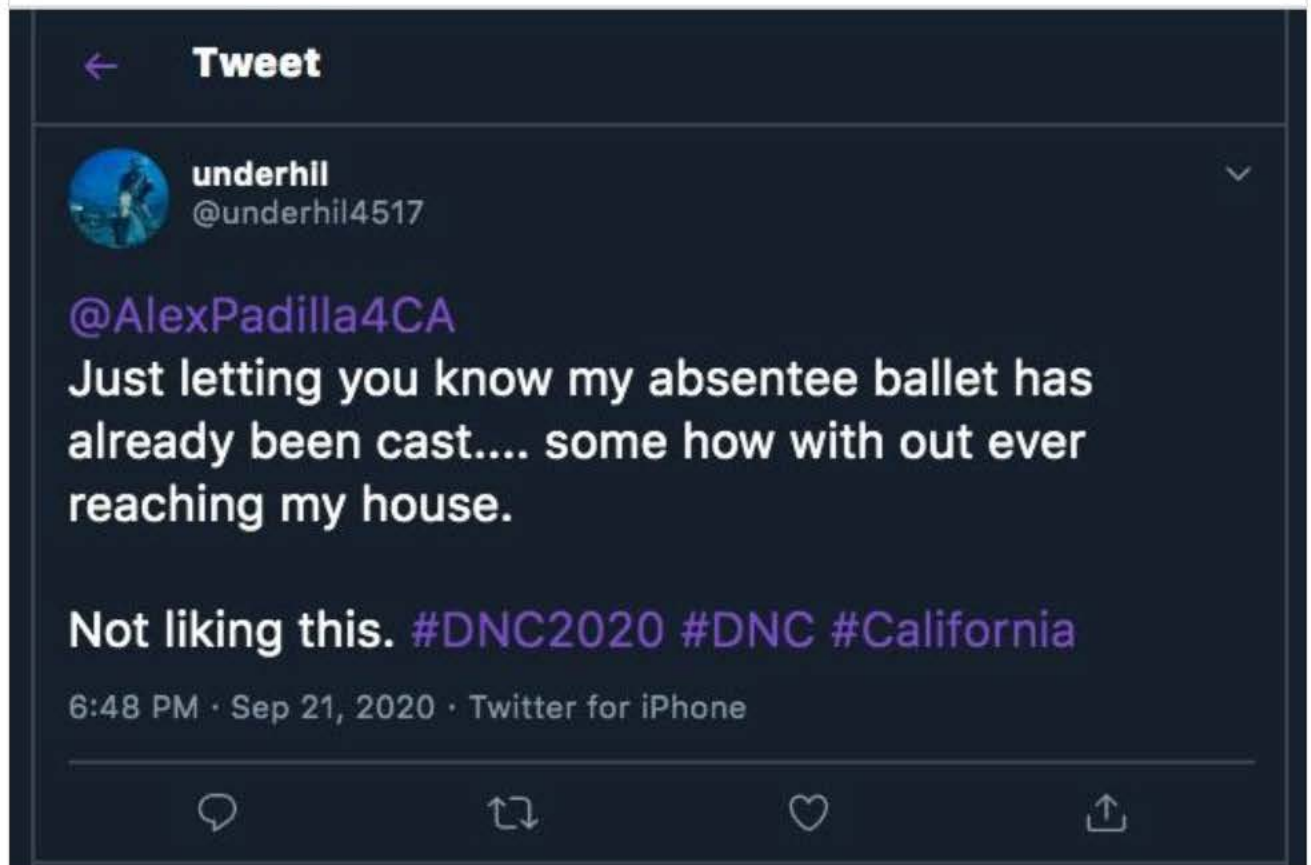 Tweet
underhil
@underhil4517
@AlexPadilla4CA
Just letting you know my absentee ballet has
already been cast.... some how with out ever
reaching my house.
Not liking this. #DNC2020 #DNC #California
6:48 PM · Sep 21, 2020 · Twitter for iPhone